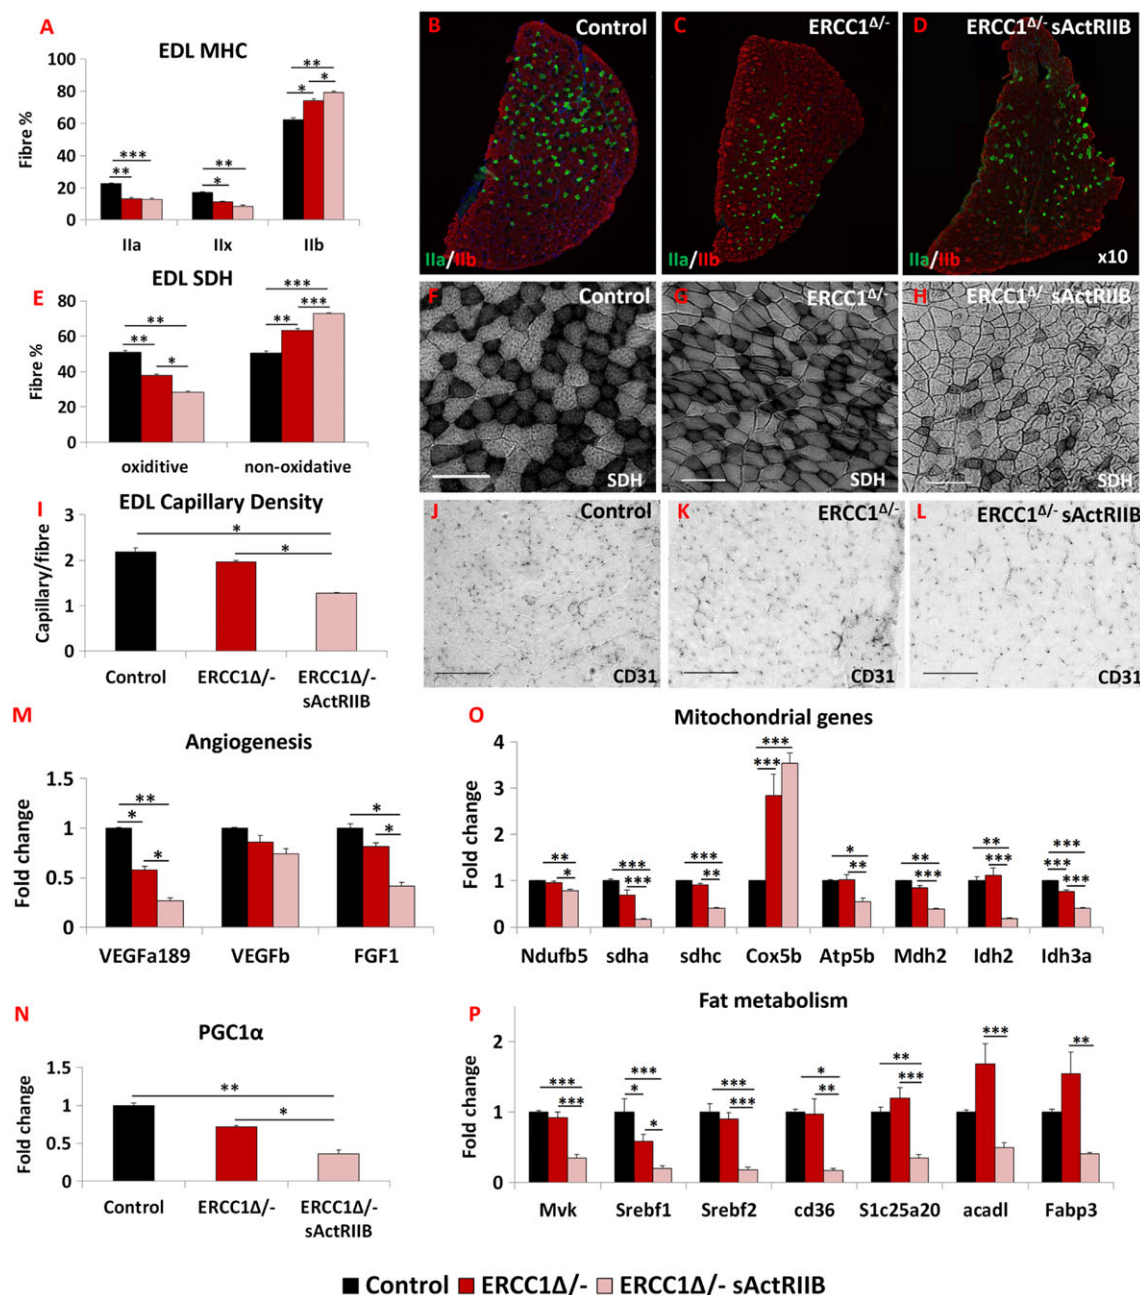 A
EDL MHC
Fibre %
100
80
60
40
20
0
***
**
**
*
**
*
*
IIa
IIx
IIb
B
Control
IIa/IIb
C
ERCC1Δ/-
IIa/IIb
D
ERCC1Δ/- sActRIIB
IIa/IIb
x10
E
EDL SDH
Fibre %
80
60
40
20
0
**
**
*
***
***
**
oxiditive
non-oxidative
F
Control
SDH
G
ERCC1Δ/-
SDH
H
ERCC1Δ/- sActRIIB
SDH
I
EDL Capillary Density
Capillary/fibre
3
2
1
0
*
*
Control
ERCC1Δ/-
ERCC1Δ/-
sActRIIB
J
Control
CD31
K
ERCC1Δ/-
CD31
L
ERCC1Δ/- sActRIIB
CD31
M
Angiogenesis
Fold change
1.5
1
0.5
0
**
*
*
*
*
VEGFa189
VEGFb
FGF1
O
Mitochondrial genes
Fold change
4
3
2
1
0
**
*
***
***
***
**
***
***
*
**
**
***
**
***
***
***
***
Ndufb5
sdha
sdhc
Cox5b
Atp5b
Mdh2
Idh2
Idh3a
N
PGC1α
Fold change
1.5
1
0.5
0
**
*
Control
ERCC1Δ/-
ERCC1Δ/-
sActRIIB
P
Fat metabolism
Fold change
2
1
0
***
***
***
*
*
***
***
*
**
**
***
***
**
Mvk
Srebf1
Srebf2
cd36
S1c25a20
acadl
Fabp3
Control
ERCC1Δ/-
ERCC1Δ/- sActRIIB